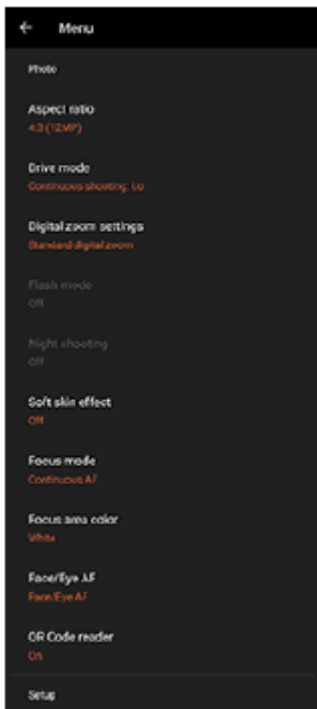 Menu
Photo
Aspect ratio
4:3 (12MP)
Drive mode
Continuous shooting: Lo
Digital zoom settings
Standard digital zoom
Flash mode
Off
Night shooting
Off
Soft skin effect
Off
Focus mode
Continuous AF
Focus area color
White
Face/Eye AF
Face/Eye AF
QR Code reader
On
Setup